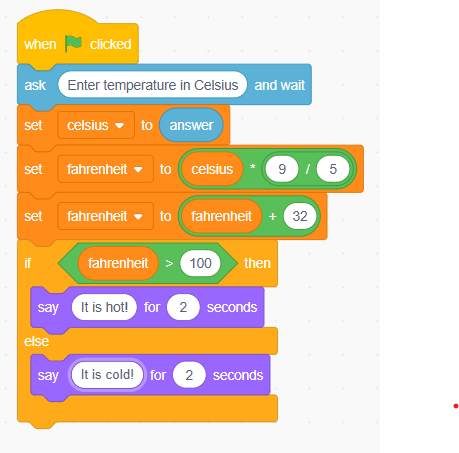 when clicked
ask Enter temperature in Celsius and wait
set celsius to answer
set fahrenheit to celsius * 9 / 5
set fahrenheit to fahrenheit + 32
if fahrenheit > 100 then
say It is hot! for 2 seconds
else
say It is cold! for 2 seconds